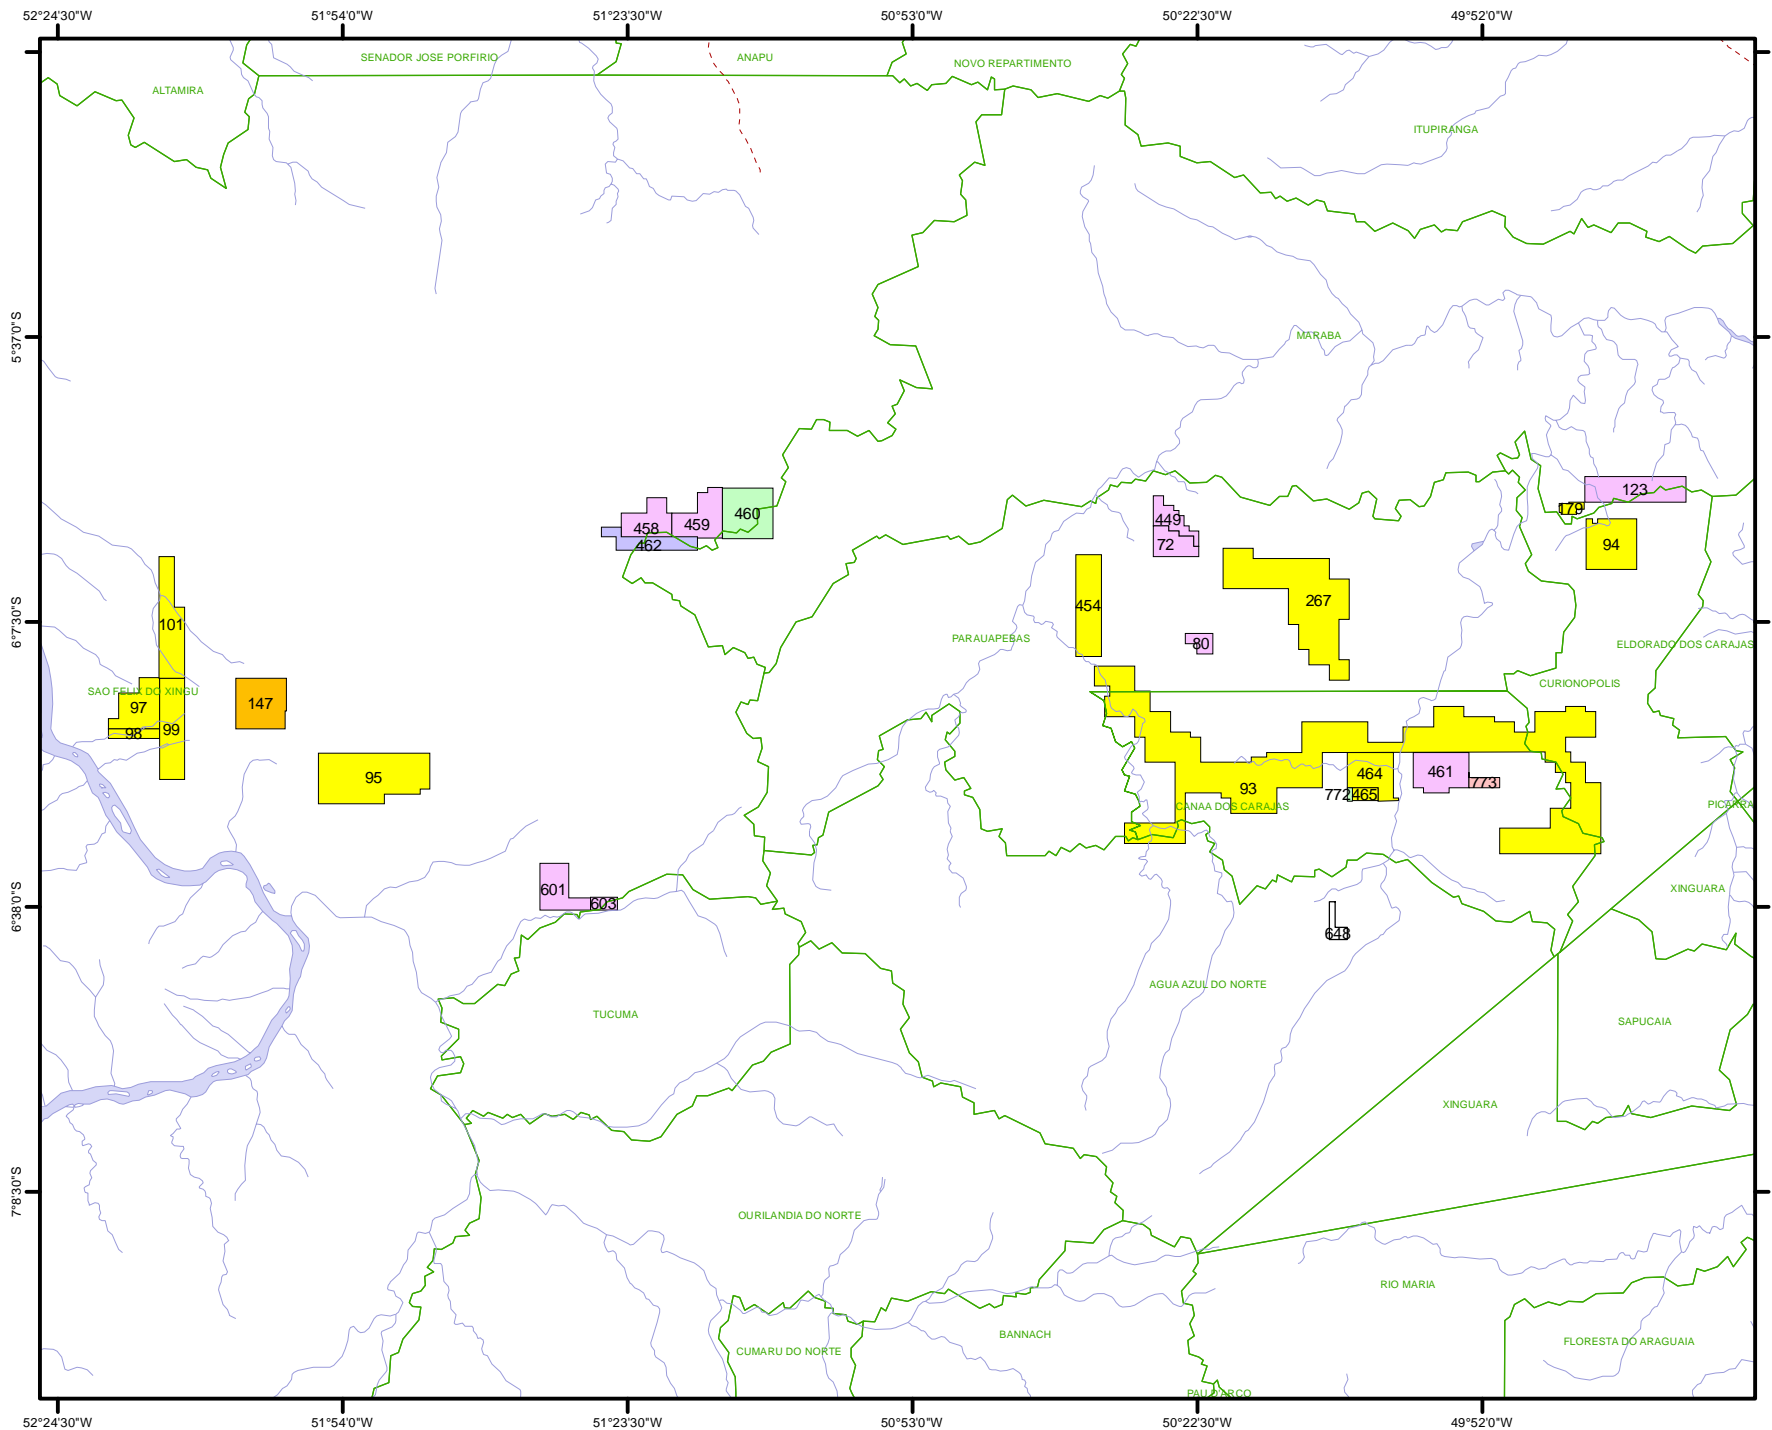 52°24'30"W 51°54'0"W 51°23'30"W 50°53'0"W 50°22'30"W 49°52'0"W
SENADOR JOSE PORFIRIO ANAPU
NOVO REPARTIMENTO
ALTAMIRA
ITUPIRANGA
5°37'0"S
MARABA
123
460
179
458 459 449
462 72 94
267
454
101
6°7'30"S
PARAUAPEBAS 80 ELDORADO DOS CARAJAS
CURIONOPOLIS
SAO FELIX DO XINGU
147
97
98 99
95 464 461
773
93 772 465
CANAA DOS CARAJAS PICARRA
601 XINGUARA
603
6°38'0"S
648
AGUA AZUL DO NORTE
TUCUMA SAPUCAIA
XINGUARA
7°8'30"S
OURILANDIA DO NORTE
RIO MARIA
BANNACH
FLORESTA DO ARAGUAIA
CUMARU DO NORTE
PAU D'ARCO
52°24'30"W 51°54'0"W 51°23'30"W 50°53'0"W 50°22'30"W 49°52'0"W